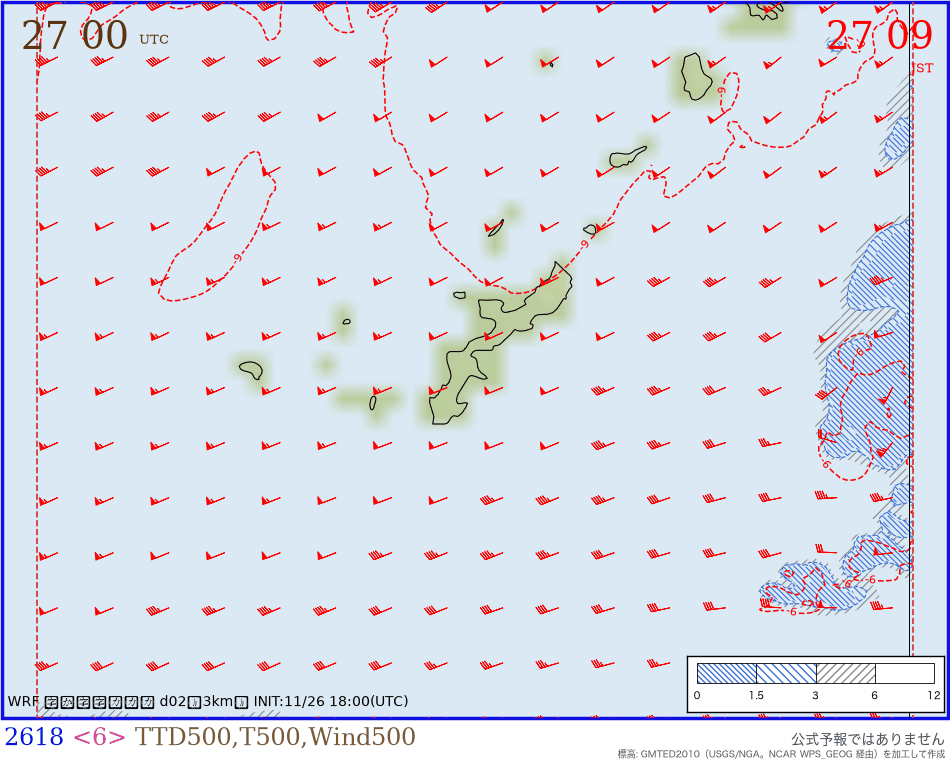 27 00 UTC
27 09
ST
9
9
9
6
6
6
6
6
WRF d02 3km INIT:11/26 18:00(UTC)
0 1.5 3 6 12
2618 <6> TTD500,T500,Wind500
公式予報ではありません
標高: GMTED2010（USGS/NGA。NCAR WPS_GEOG 経由）を加工して作成